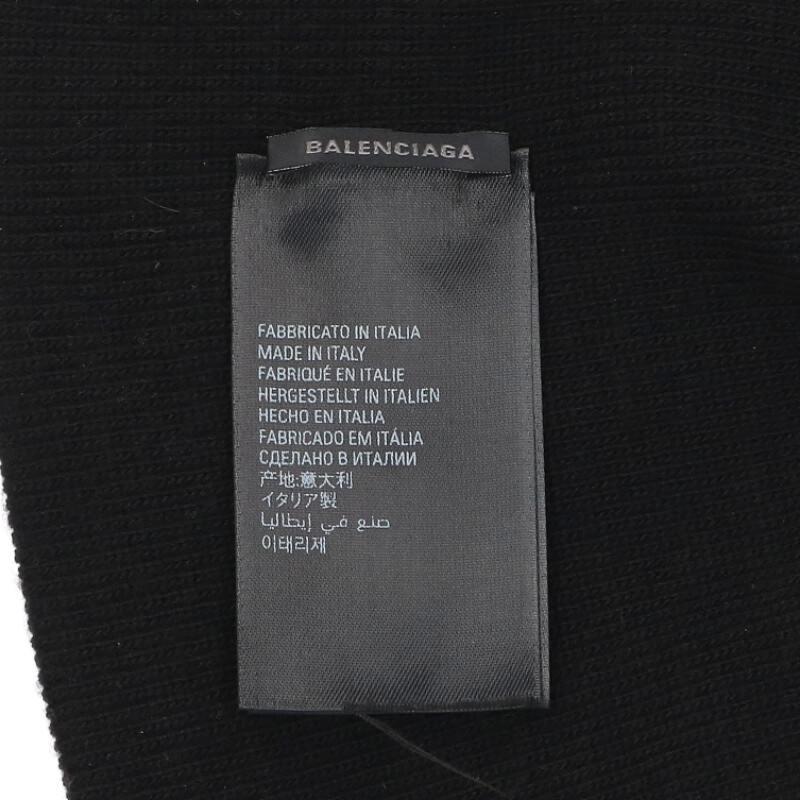 BALENCIAGA
FABBRICATO IN ITALIA
MADE IN ITALY
FABRIQUÉ EN ITALIE
HERGESTELLT IN ITALIEN
HECHO EN ITALIA
FABRICADO EM ITÁLIA
СДЕЛАНО В ИТАЛИИ
产地:意大利
イタリア製
صنع في إيطاليا
이태리제